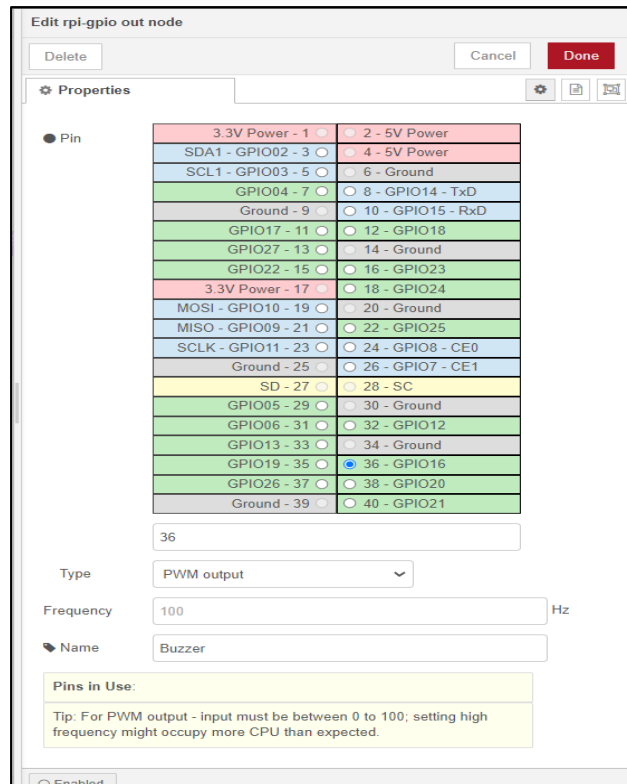 Edit rpi-gpio out node
Delete Cancel Done
Properties
Pin
3.3V Power - 1 2 - 5V Power
SDA1 - GPIO02 - 3 4 - 5V Power
SCL1 - GPIO03 - 5 6 - Ground
GPIO04 - 7 8 - GPIO14 - TxD
Ground - 9 10 - GPIO15 - RxD
GPIO17 - 11 12 - GPIO18
GPIO27 - 13 14 - Ground
GPIO22 - 15 16 - GPIO23
3.3V Power - 17 18 - GPIO24
MOSI - GPIO10 - 19 20 - Ground
MISO - GPIO09 - 21 22 - GPIO25
SCLK - GPIO11 - 23 24 - GPIO8 - CE0
Ground - 25 26 - GPIO7 - CE1
SD - 27 28 - SC
GPIO05 - 29 30 - Ground
GPIO06 - 31 32 - GPIO12
GPIO13 - 33 34 - Ground
GPIO19 - 35 36 - GPIO16
GPIO26 - 37 38 - GPIO20
Ground - 39 40 - GPIO21
36
Type PWM output
Frequency 100 Hz
Name Buzzer
Pins in Use:
Tip: For PWM output - input must be between 0 to 100; setting high
frequency might occupy more CPU than expected.
Enabled